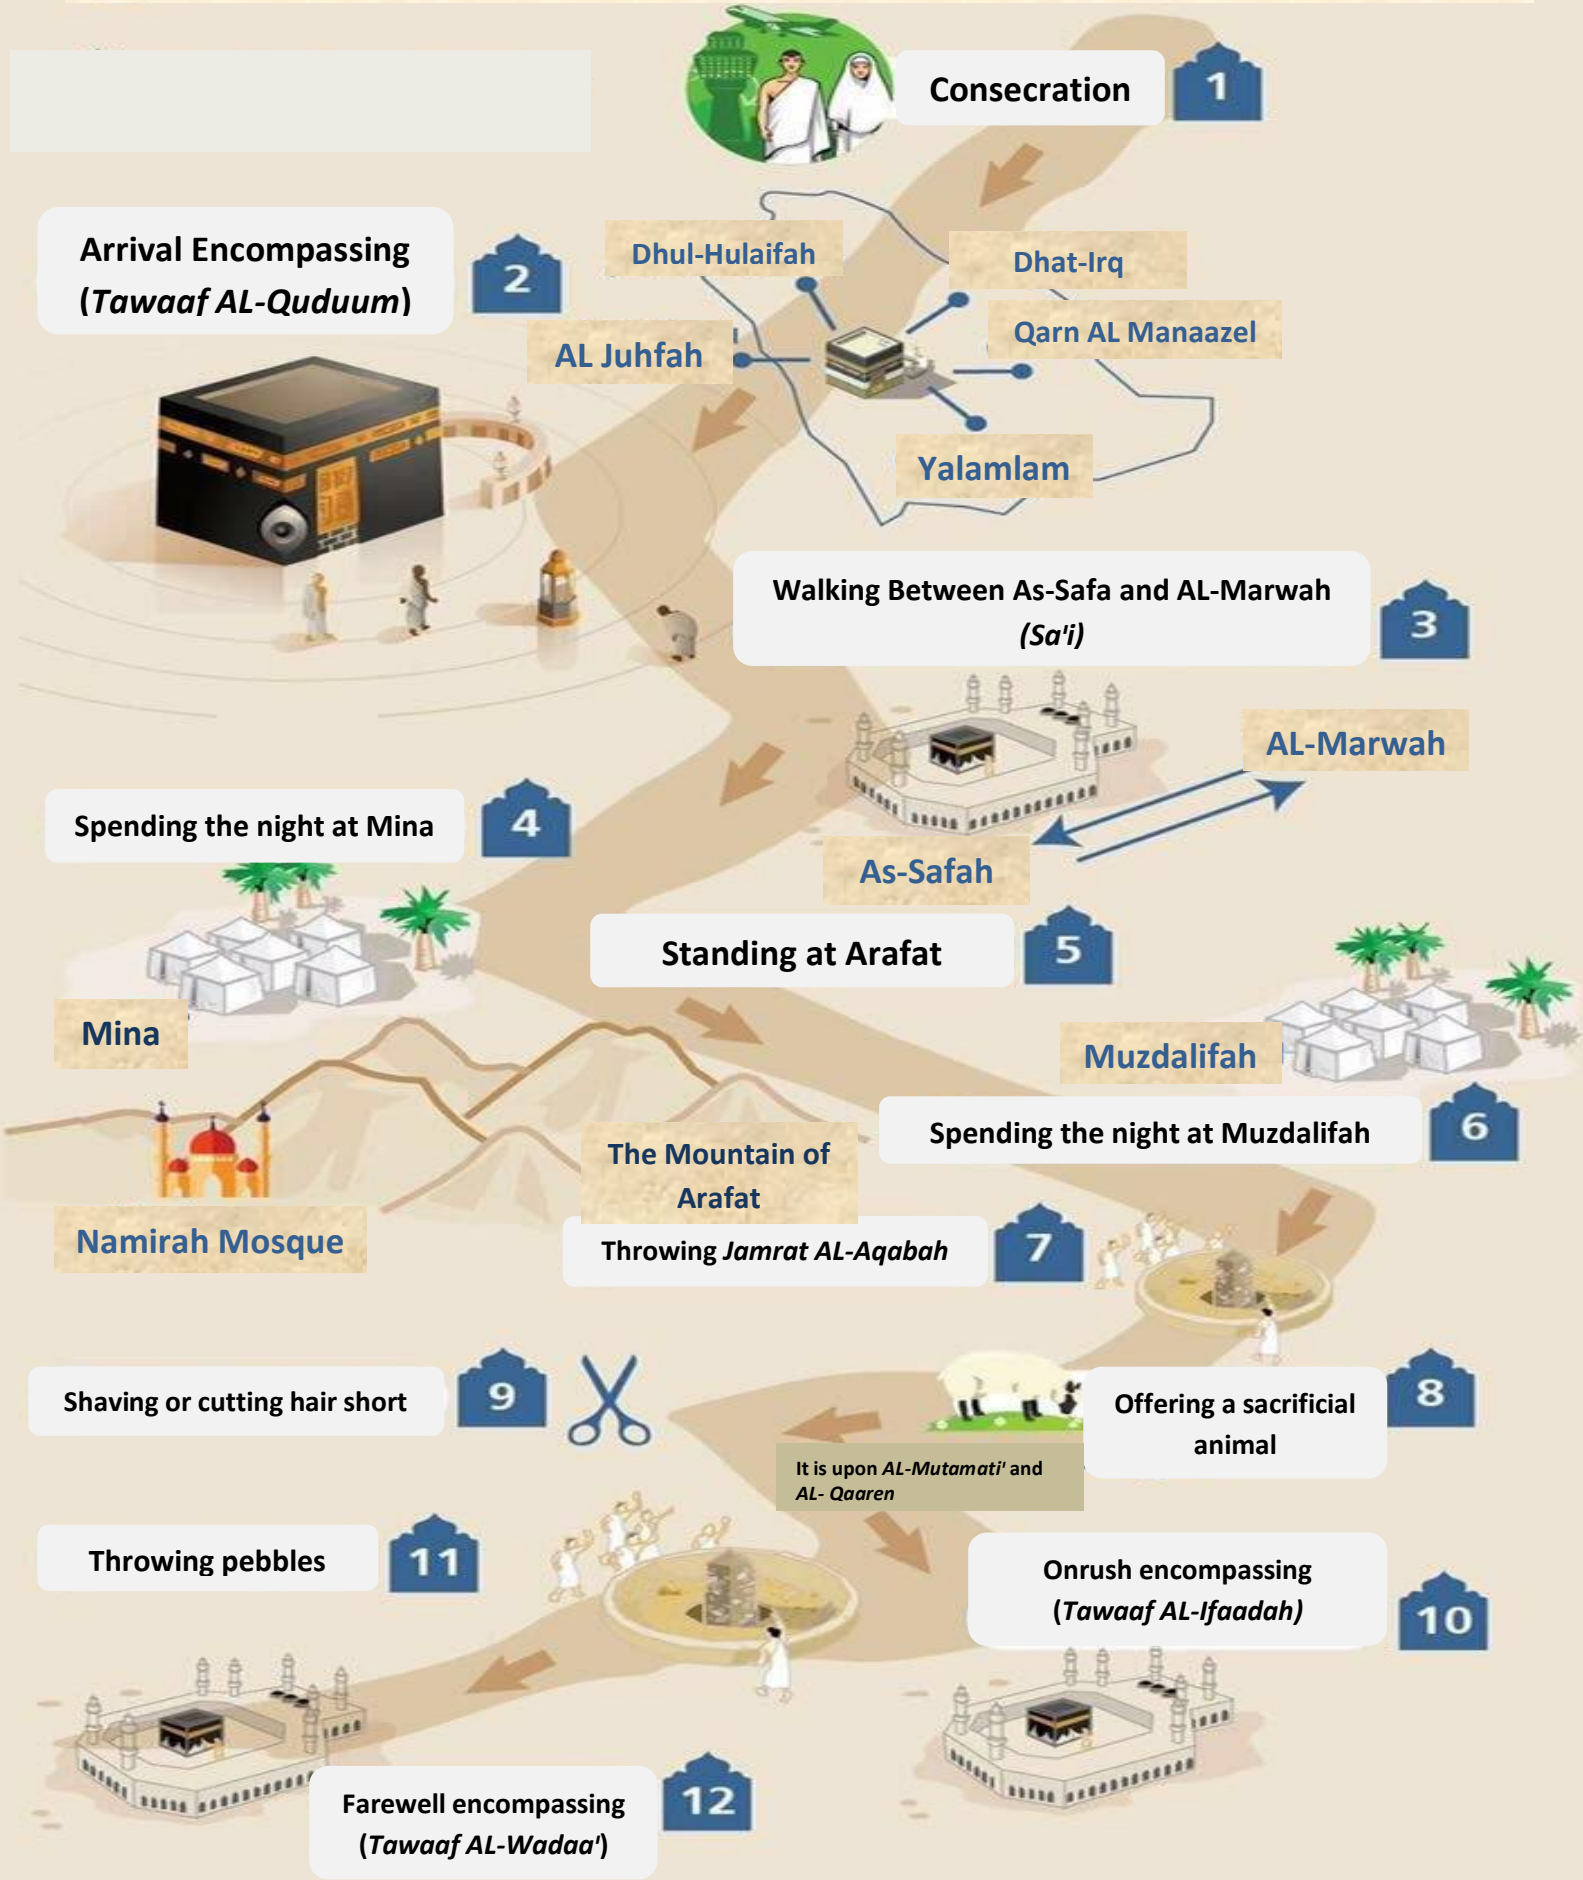 Consecration
1
Arrival Encompassing
(Tawaaf AL-Quduum)
2
Dhul-Hulaifah
Dhat-Irq
Qarn AL Manaazel
AL Juhfah
Yalamlam
Walking Between As-Safa and AL-Marwah
(Sa'i)
3
AL-Marwah
As-Safah
Spending the night at Mina
4
Mina
Standing at Arafat
5
Muzdalifah
Spending the night at Muzdalifah
6
The Mountain of
Arafat
Namirah Mosque
Throwing Jamrat AL-Aqabah
7
Offering a sacrificial
animal
8
It is upon AL-Mutamati' and
AL- Qaaren
Shaving or cutting hair short
9
Onrush encompassing
(Tawaaf AL-Ifaadah)
10
Throwing pebbles
11
Farewell encompassing
(Tawaaf AL-Wadaa')
12